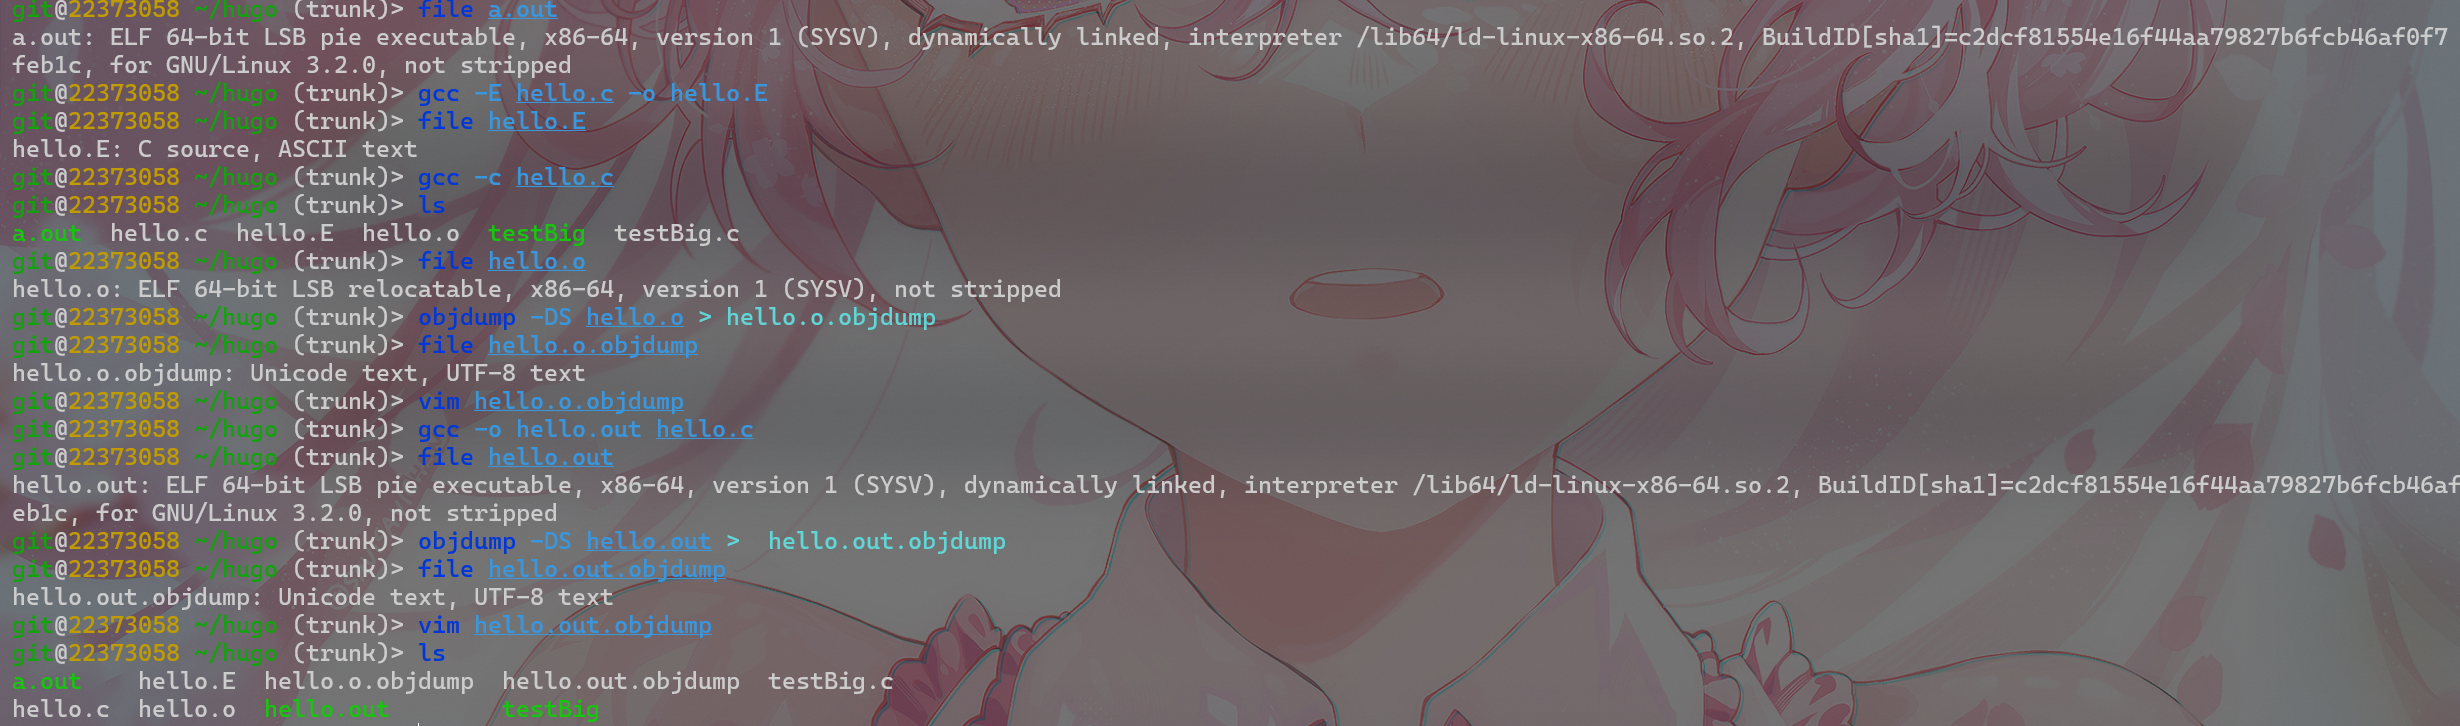 git@22373058 ~/hugo (trunk)> file a.out
a.out: ELF 64-bit LSB pie executable, x86-64, version 1 (SYSV), dynamically linked, interpreter /lib64/ld-linux-x86-64.so.2, BuildID[sha1]=c2dcf81554e16f44aa79827b6fcb46af0f7
feb1c, for GNU/Linux 3.2.0, not stripped
git@22373058 ~/hugo (trunk)> gcc -E hello.c -o hello.E
git@22373058 ~/hugo (trunk)> file hello.E
hello.E: C source, ASCII text
git@22373058 ~/hugo (trunk)> gcc -c hello.c
git@22373058 ~/hugo (trunk)> ls
a.out  hello.c  hello.E  hello.o  testBig  testBig.c
git@22373058 ~/hugo (trunk)> file hello.o
hello.o: ELF 64-bit LSB relocatable, x86-64, version 1 (SYSV), not stripped
git@22373058 ~/hugo (trunk)> objdump -DS hello.o > hello.o.objdump
git@22373058 ~/hugo (trunk)> file hello.o.objdump
hello.o.objdump: Unicode text, UTF-8 text
git@22373058 ~/hugo (trunk)> vim hello.o.objdump
git@22373058 ~/hugo (trunk)> gcc -o hello.out hello.c
git@22373058 ~/hugo (trunk)> file hello.out
hello.out: ELF 64-bit LSB pie executable, x86-64, version 1 (SYSV), dynamically linked, interpreter /lib64/ld-linux-x86-64.so.2, BuildID[sha1]=c2dcf81554e16f44aa79827b6fcb46af
eb1c, for GNU/Linux 3.2.0, not stripped
git@22373058 ~/hugo (trunk)> objdump -DS hello.out >  hello.out.objdump
git@22373058 ~/hugo (trunk)> file hello.out.objdump
hello.out.objdump: Unicode text, UTF-8 text
git@22373058 ~/hugo (trunk)> vim hello.out.objdump
git@22373058 ~/hugo (trunk)> ls
a.out    hello.E  hello.o.objdump  hello.out.objdump  testBig.c
hello.c  hello.o  hello.out        testBig